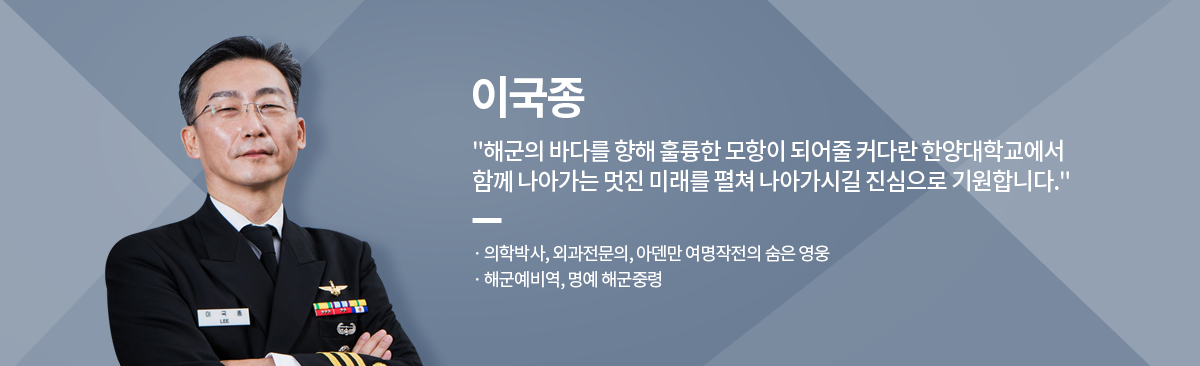 이국종
"해군의 바다를 향해 훌륭한 모항이 되어줄 커다란 한양대학교에서
함께 나아가는 멋진 미래를 펼쳐 나아가시길 진심으로 기원합니다."
· 의학박사, 외과전문의, 아덴만 여명작전의 숨은 영웅
· 해군예비역, 명예 해군중령
이 국 종
LEE